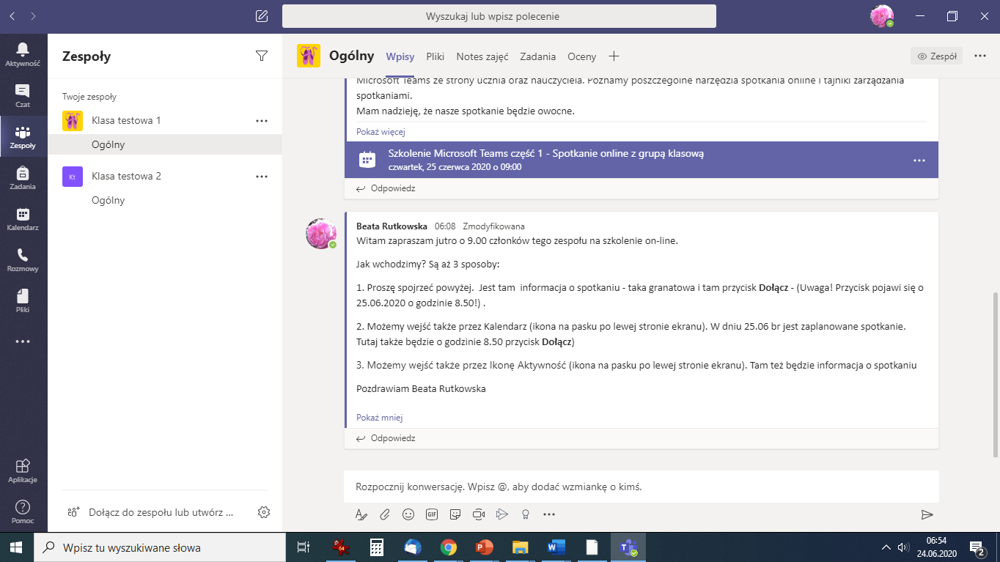 Wyszukaj lub wpisz polecenie
Aktywność
Czat
Zespoły
Zadania
Kalendarz
Rozmowy
Pliki
Aplikacje
Pomoc
Zespoły
Twoje zespoły
Klasa testowa 1
Ogólny
Kt
Klasa testowa 2
Ogólny
Dołącz do zespołu lub utwórz ...
Ogólny Wpisy Pliki Notes zajęć Zadania Oceny
Zespół
Microsoft Teams ze strony ucznia oraz nauczyciela. Poznamy poszczególne narzędzia spotkania online i tajniki zarządzania
spotkaniami.
Mam nadzieję, że nasze spotkanie będzie owocne.
Pokaż więcej
Szkolenie Microsoft Teams część 1 - Spotkanie online z grupą klasową
czwartek, 25 czerwca 2020 o 09:00
Odpowiedz
Beata Rutkowska 06:08 Zmodyfikowana
Witam zapraszam jutro o 9.00 członków tego zespołu na szkolenie on-line.
Jak wchodzimy? Są aż 3 sposoby:
1. Proszę spojrzeć powyżej. Jest tam informacja o spotkaniu - taka granatowa i tam przycisk Dołącz - (Uwaga! Przycisk pojawi się o
25.06.2020 o godzinie 8.50!) .
2. Możemy wejść także przez Kalendarz (ikona na pasku po lewej stronie ekranu). W dniu 25.06 br jest zaplanowane spotkanie.
Tutaj także będzie o godzinie 8.50 przycisk Dołącz)
3. Możemy wejść także przez Ikonę Aktywność (ikona na pasku po lewej stronie ekranu). Tam też będzie informacja o spotkaniu
Pozdrawiam Beata Rutkowska
Pokaż mniej
Odpowiedz
Rozpocznij konwersację. Wpisz @, aby dodać wzmiankę o kimś.
GIF
Wpisz tu wyszukiwane słowa
64
06:54
24.06.2020
2